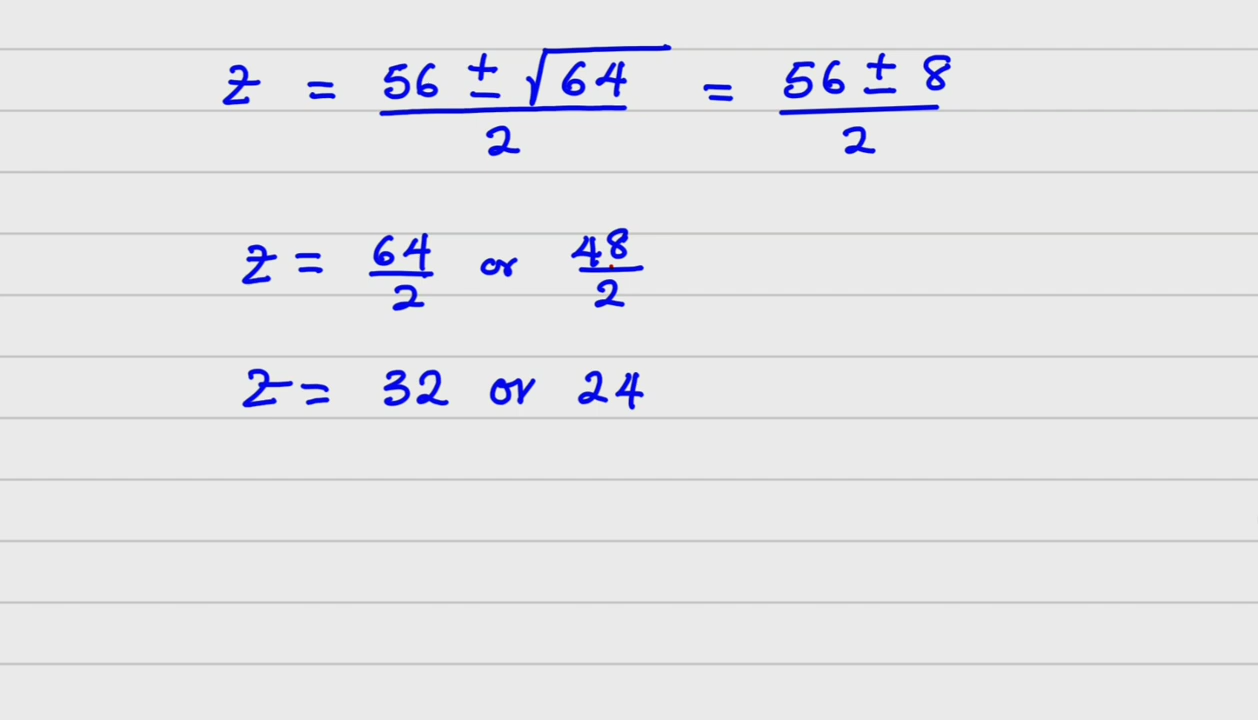 z = (56 ± √64)/2 = (56 ± 8)/2
z = 64/2 or 48/2
z = 32 or 24